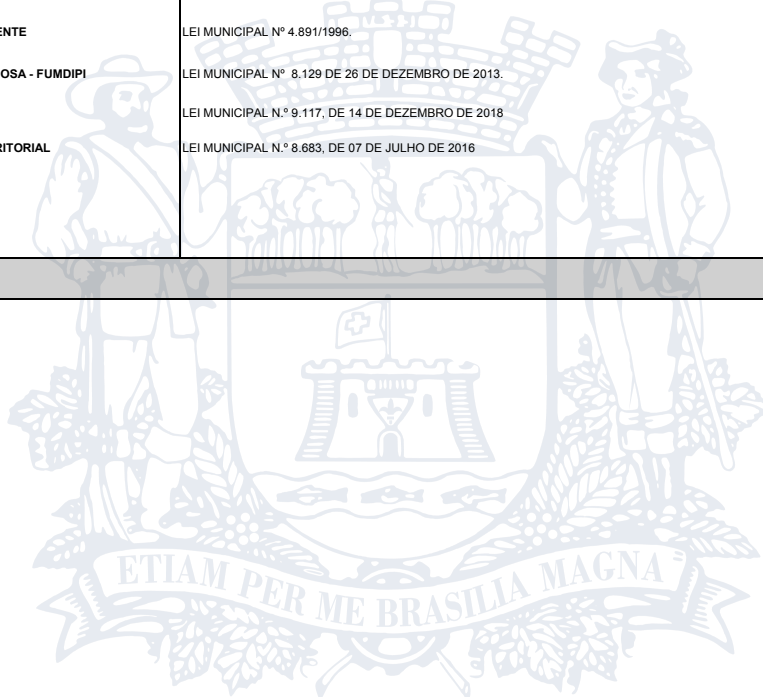 ENTE LEI MUNICIPAL Nº 4.891/1996.
OSA - FUMDIPI LEI MUNICIPAL Nº 8.129 DE 26 DE DEZEMBRO DE 2013.
LEI MUNICIPAL N.º 9.117, DE 14 DE DEZEMBRO DE 2018
RITORIAL LEI MUNICIPAL N.º 8.683, DE 07 DE JULHO DE 2016
ETIAM PER ME BRASILIA MAGNA